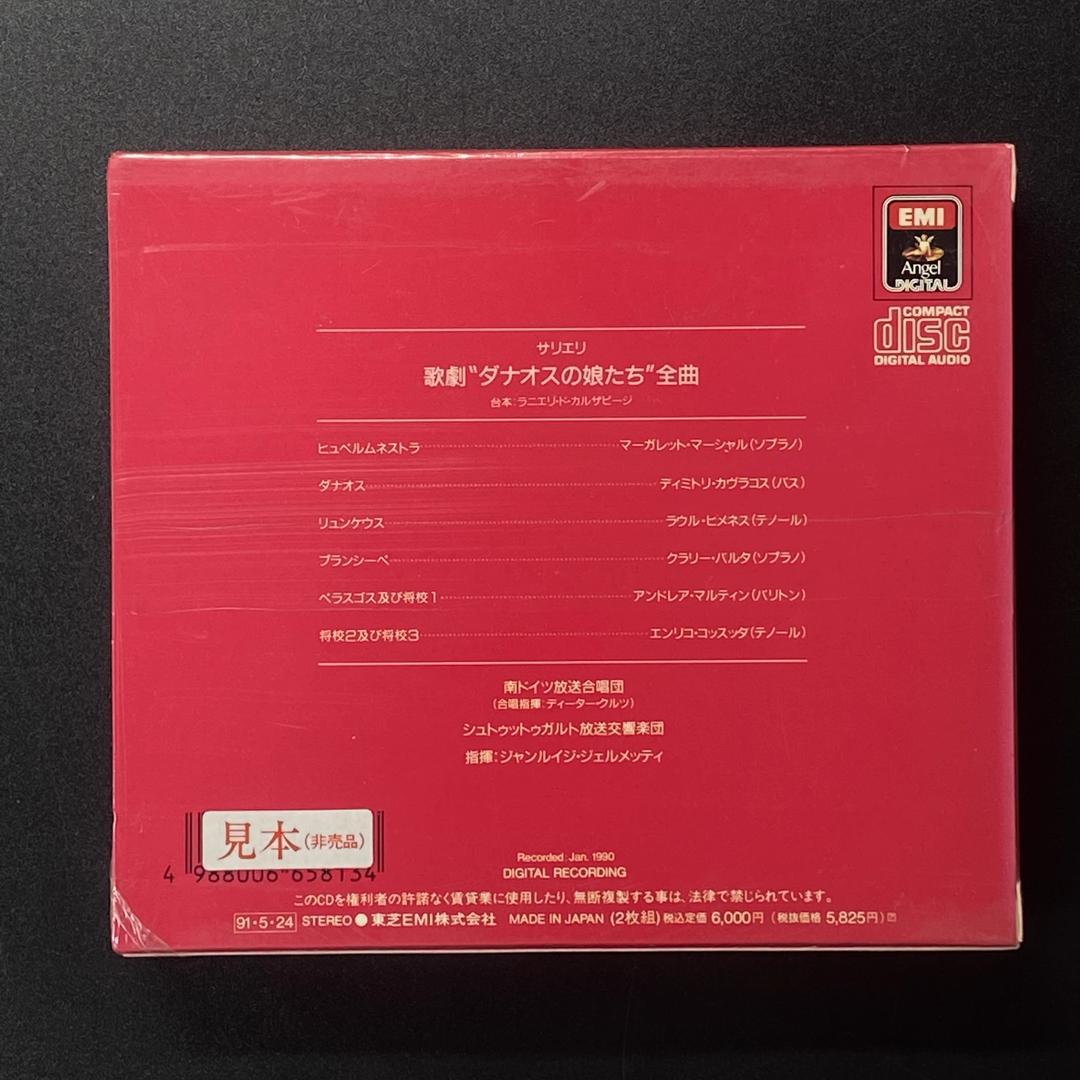 EMI
Angel
DIGITAL
COMPACT
disc
DIGITAL AUDIO
サリエリ
歌劇“ダナオスの娘たち”全曲
台本：ラニエリ・ド・カルザビージ
ヒュペルムネストラ マーガレット・マーシャル（ソプラノ）
ダナオス ディミトリ・カヴラコス（バス）
リュンケウス ラウル・ヒメネス（テノール）
プランシーペ クラリー・バルタ（ソプラノ）
ペラスゴス及び将校1 アンドレア・マルティン（バリトン）
将校2及び将校3 エンリコ・コッスッタ（テノール）
南ドイツ放送合唱団
（合唱指揮：ディーター・クルツ）
シュトゥットゥガルト放送交響楽団
指揮：ジャンルイジ・ジェルメッティ
見本（非売品）
4 988006 658134
Recorded: Jan. 1990
DIGITAL RECORDING
このCDを権利者の許諾なく賃貸業に使用したり、無断複製する事は、法律で禁じられています。
91・5・24 STEREO ● 東芝EMI株式会社 MADE IN JAPAN （2枚組） 税込定価 6,000円 （税抜価格 5,825円）